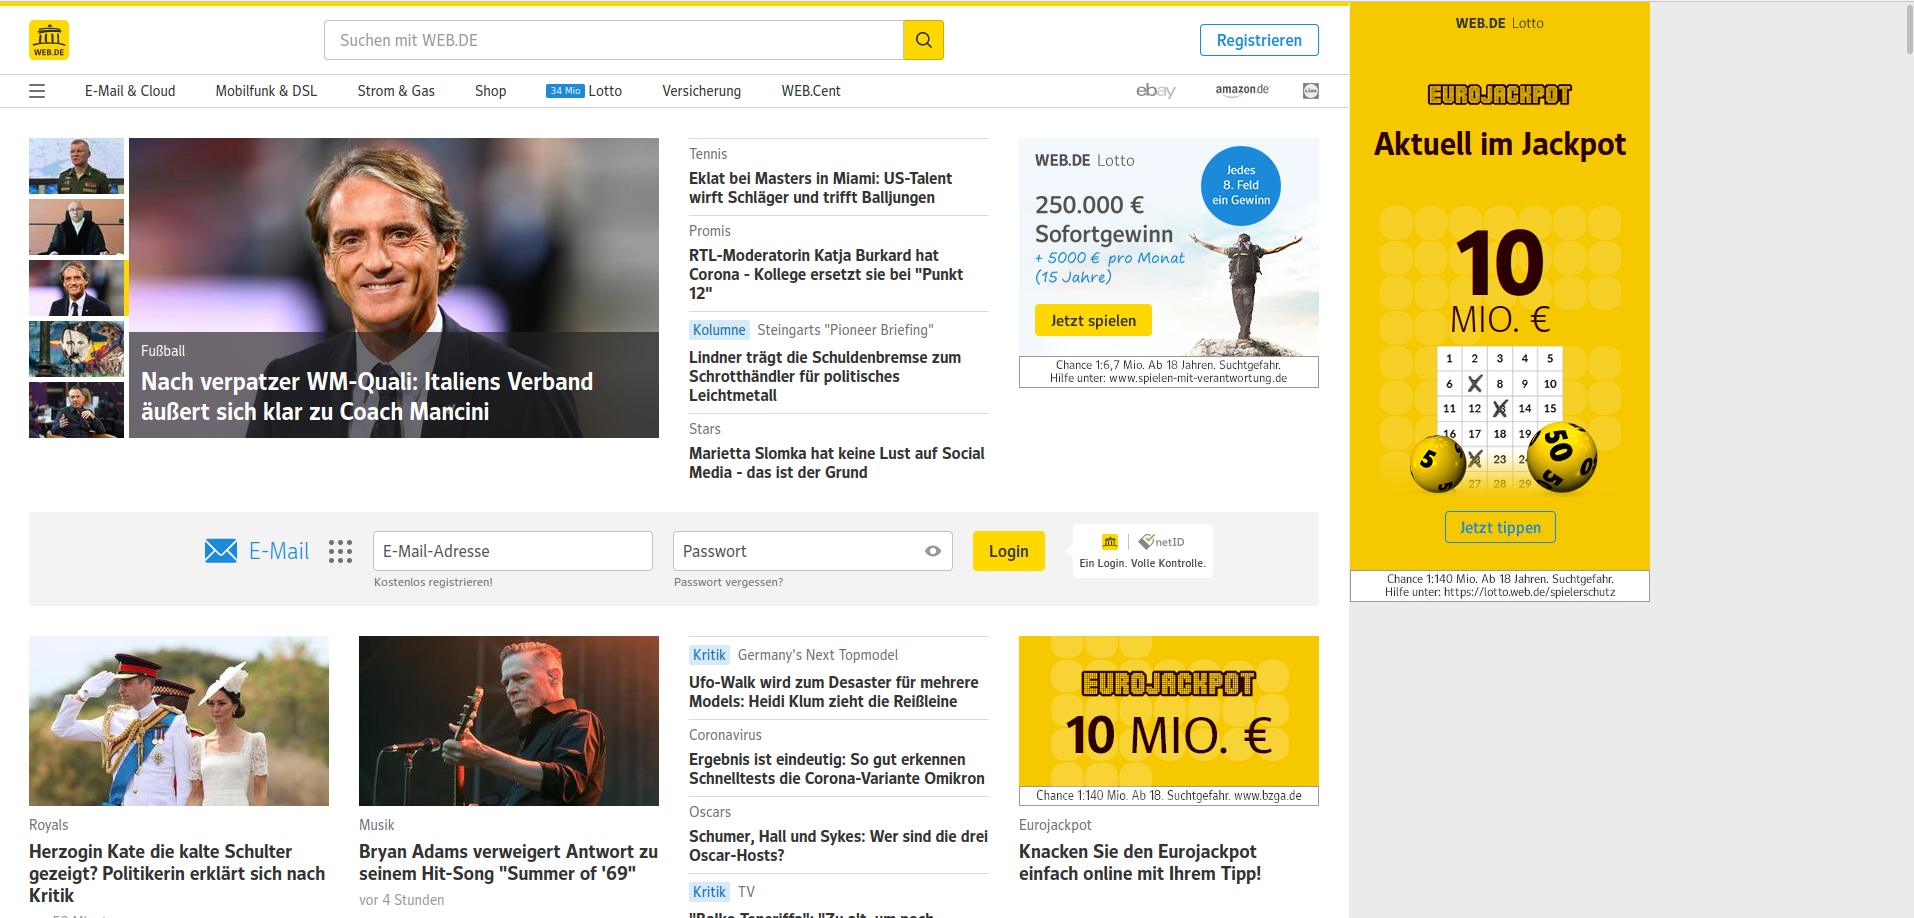 WEB.DE
Suchen mit WEB.DE
Registrieren
E-Mail & Cloud
Mobilfunk & DSL
Strom & Gas
Shop
34 Mio Lotto
Versicherung
WEB.Cent
ebay
amazon.de
Fußball
Nach verpatzer WM-Quali: Italiens Verband
äußert sich klar zu Coach Mancini
Tennis
Eklat bei Masters in Miami: US-Talent
wirft Schläger und trifft Balljungen
Promis
RTL-Moderatorin Katja Burkard hat
Corona - Kollege ersetzt sie bei "Punkt
12"
Kolumne Steingarts "Pioneer Briefing"
Lindner trägt die Schuldenbremse zum
Schrotthändler für politisches
Leichtmetall
Stars
Marietta Slomka hat keine Lust auf Social
Media - das ist der Grund
WEB.DE Lotto
Jedes
8. Feld
ein Gewinn
250.000 €
Sofortgewinn
+ 5000 € pro Monat
(15 Jahre)
Jetzt spielen
Chance 1:6,7 Mio. Ab 18 Jahren. Suchtgefahr.
Hilfe unter: www.spielen-mit-verantwortung.de
WEB.DE Lotto
EUROJACKPOT
Aktuell im Jackpot
10
MIO. €
1 2 3 4 5
6 8 9 10
11 12 14 15
16 17 18 19
23
27 28 29
5 5
50 5 0
Jetzt tippen
Chance 1:140 Mio. Ab 18 Jahren. Suchtgefahr.
Hilfe unter: https://lotto.web.de/spielerschutz
E-Mail
E-Mail-Adresse
Kostenlos registrieren!
Passwort
Passwort vergessen?
Login
netID
Ein Login. Volle Kontrolle.
Royals
Herzogin Kate die kalte Schulter
gezeigt? Politikerin erklärt sich nach
Kritik
Musik
Bryan Adams verweigert Antwort zu
seinem Hit-Song "Summer of '69"
vor 4 Stunden
Kritik Germany's Next Topmodel
Ufo-Walk wird zum Desaster für mehrere
Models: Heidi Klum zieht die Reißleine
Coronavirus
Ergebnis ist eindeutig: So gut erkennen
Schnelltests die Corona-Variante Omikron
Oscars
Schumer, Hall und Sykes: Wer sind die drei
Oscar-Hosts?
Kritik TV
EUROJACKPOT
10 MIO. €
Chance 1:140 Mio. Ab 18. Suchtgefahr. www.bzga.de
Eurojackpot
Knacken Sie den Eurojackpot
einfach online mit Ihrem Tipp!